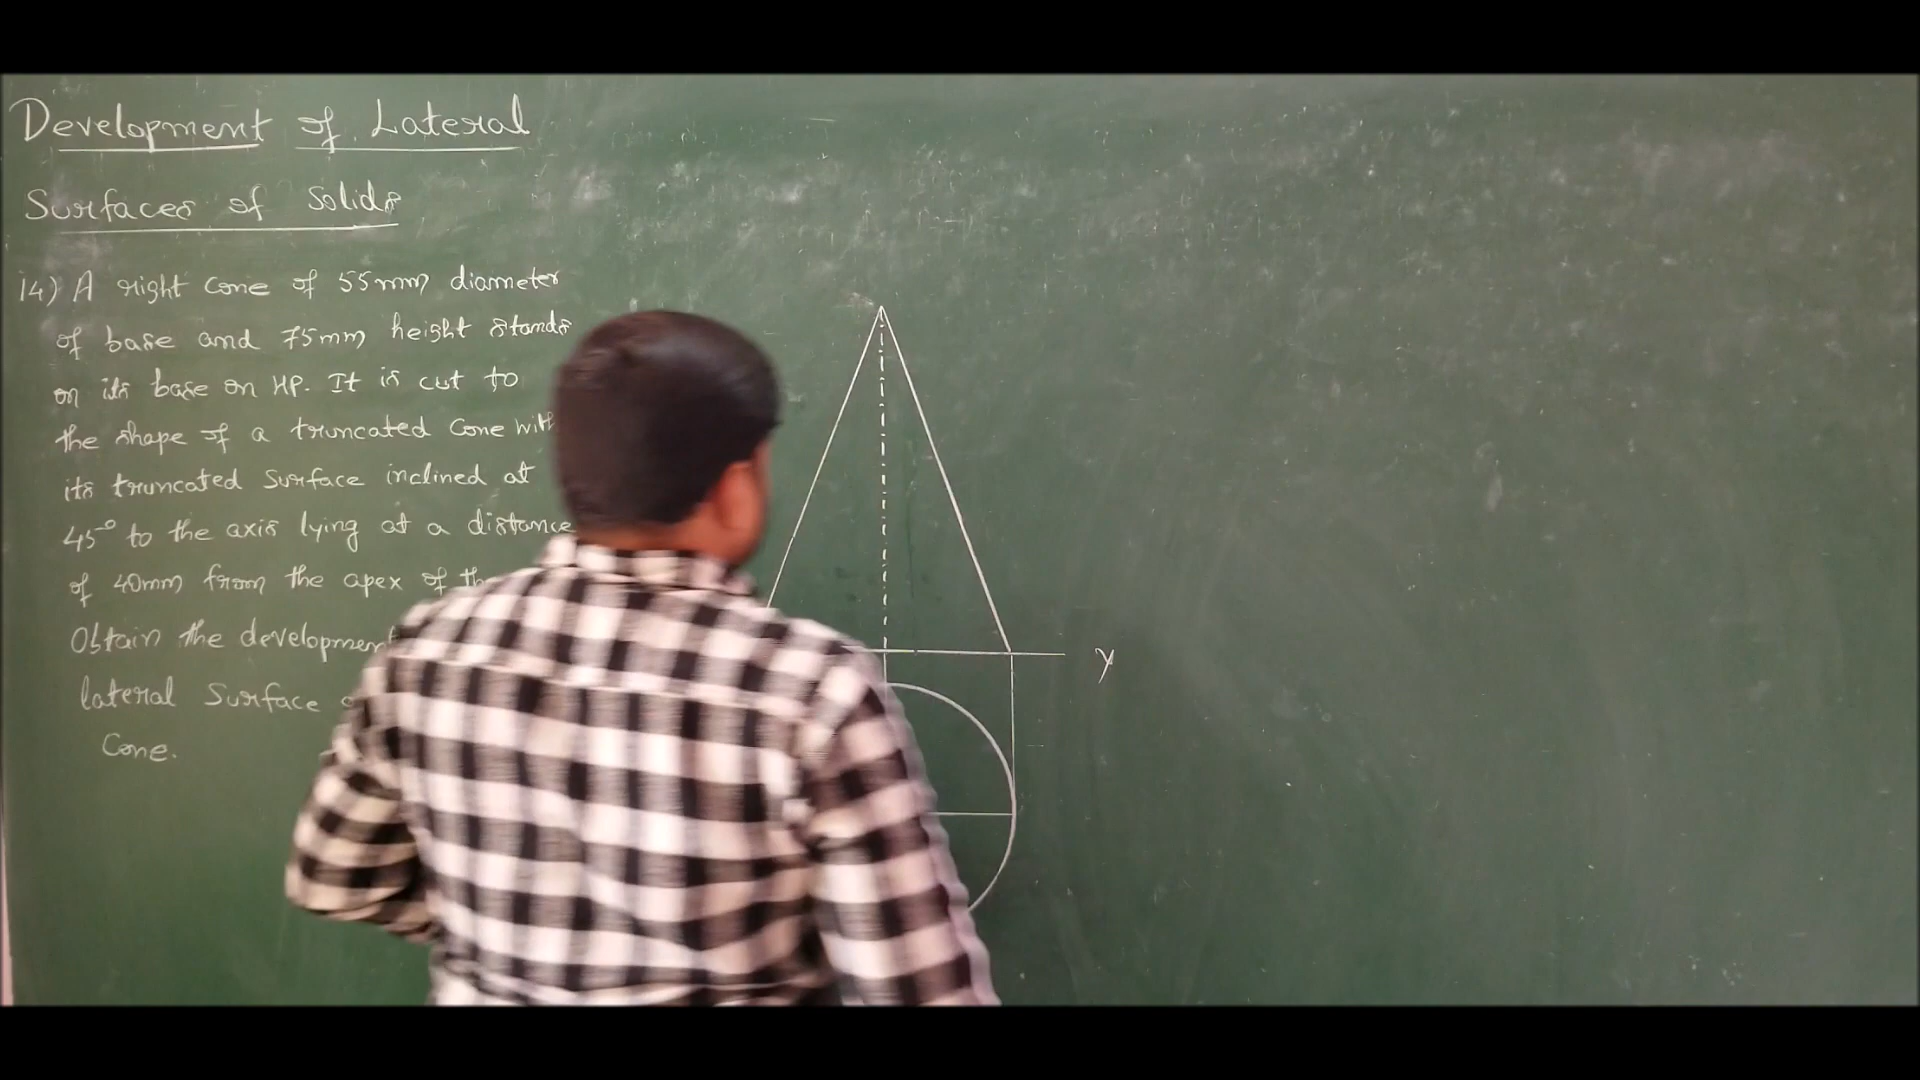 Development of Lateral
Surfaces of Solids
14) A right cone of 55mm diameter
of base and 75mm height stands
on its base on HP. It is cut to
the shape of a truncated cone with
its truncated surface inclined at
45° to the axis lying at a distance
of 40mm from the apex of
Obtain the
lateral surface
Cone.
y